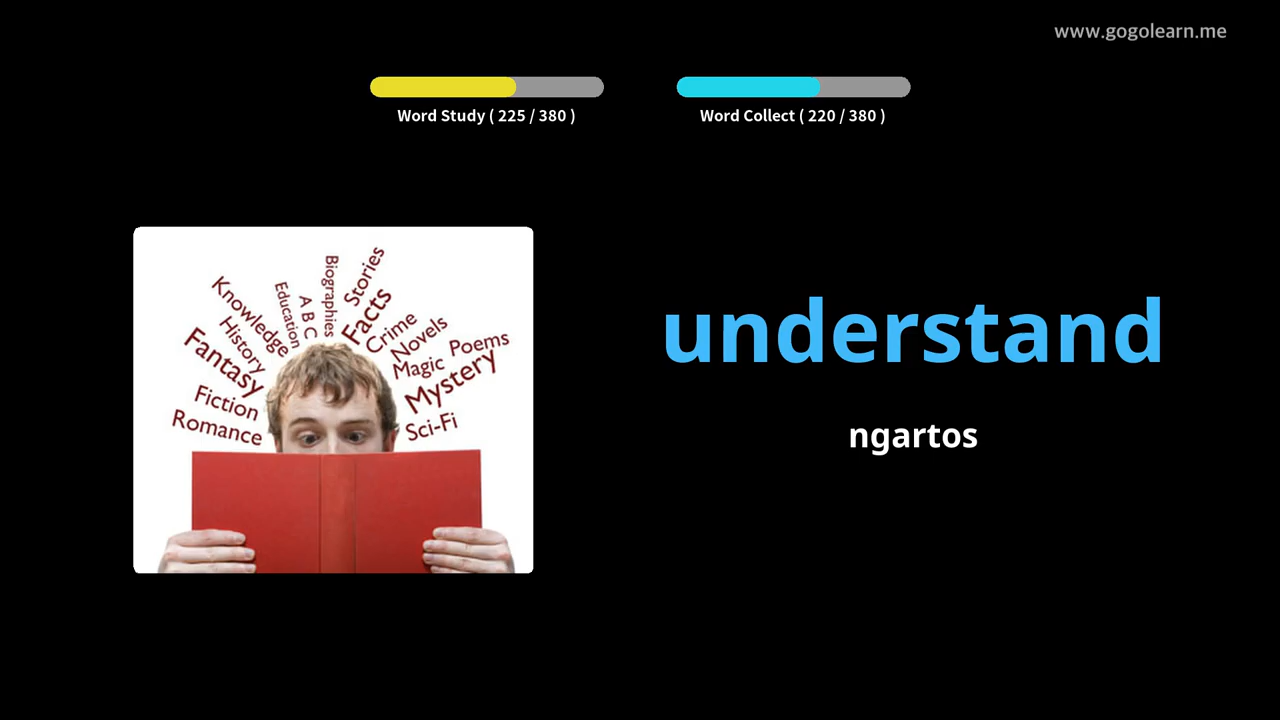 www.gogolearn.me
Word Study ( 225 / 380 )
Word Collect ( 220 / 380 )
Knowledge
Education
A B C
Biographies
Stories
Facts
Crime
Novels
Poems
History
Fantasy
Magic
Mystery
Fiction
Romance
Sci-Fi
understand
ngartos